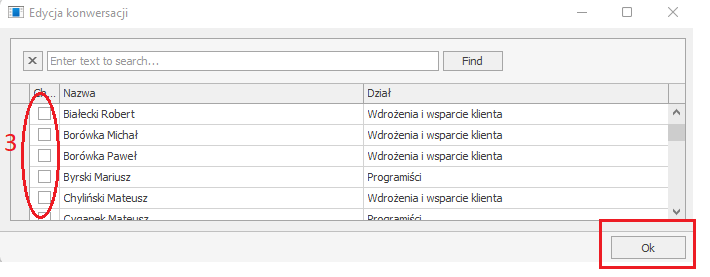 Edycja konwersacji
Enter text to search...
Find
Ch... Nazwa Dział
Białecki Robert Wdrożenia i wsparcie klienta
Borówka Michał Wdrożenia i wsparcie klienta
3
Borówka Paweł Wdrożenia i wsparcie klienta
Byrski Mariusz Programiści
Chyliński Mateusz Wdrożenia i wsparcie klienta
Cyganek Mateusz Programiści
Ok